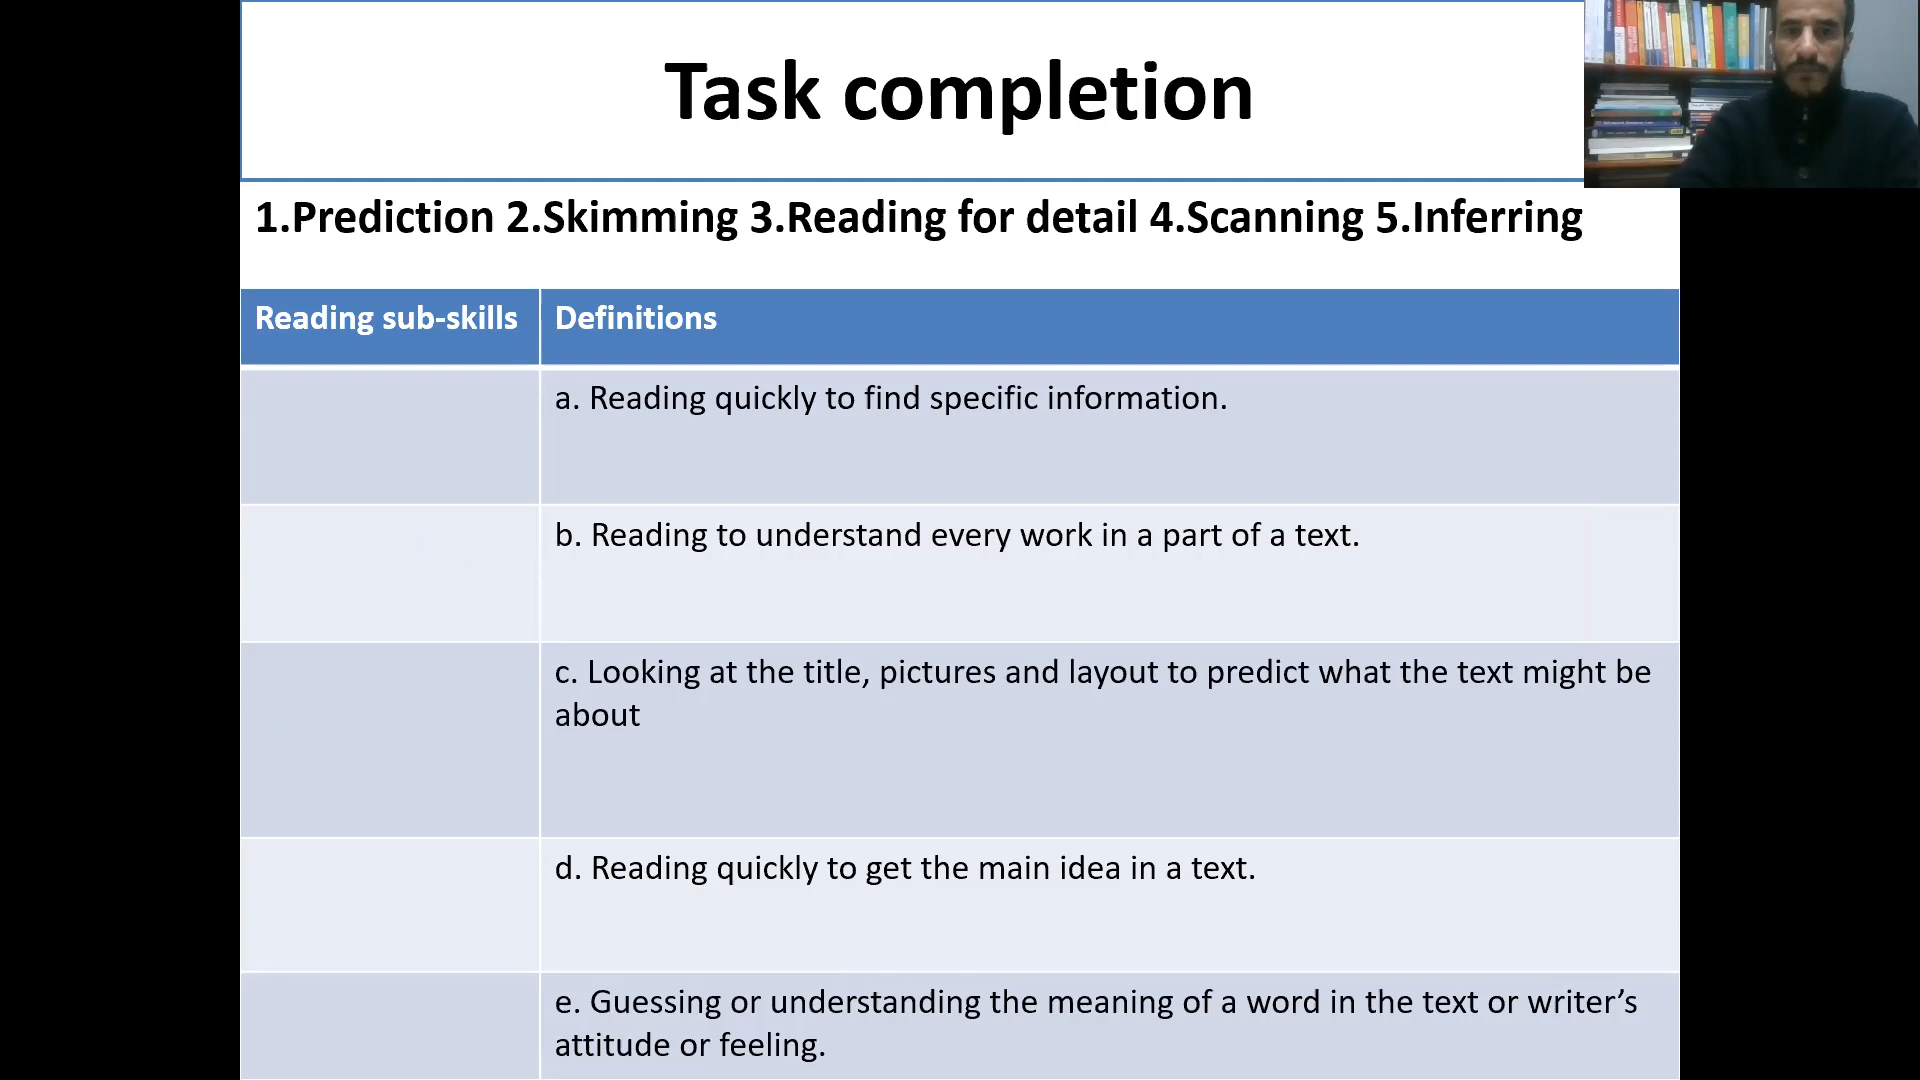 Task completion
1.Prediction 2.Skimming 3.Reading for detail 4.Scanning 5.Inferring
Reading sub-skills
Definitions
a. Reading quickly to find specific information.
b. Reading to understand every work in a part of a text.
c. Looking at the title, pictures and layout to predict what the text might be
about
d. Reading quickly to get the main idea in a text.
e. Guessing or understanding the meaning of a word in the text or writer’s
attitude or feeling.